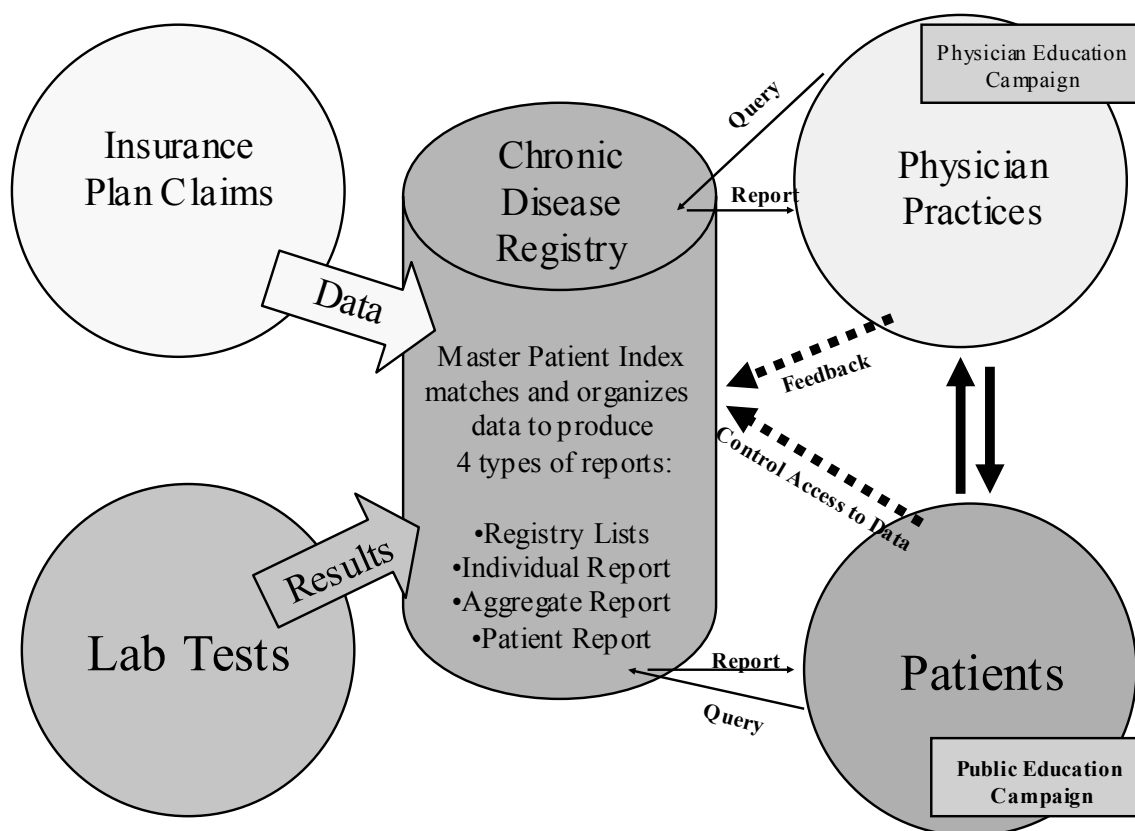 Insurance
Plan Claims
Data
Lab Tests
Results
Chronic
Disease
Registry
Master Patient Index
matches and organizes
data to produce
4 types of reports:
•Registry Lists
•Individual Report
•Aggregate Report
•Patient Report
Query
Report
Physician Education
Campaign
Physician
Practices
Feedback
Control Access to Data
Report
Query
Patients
Public Education
Campaign